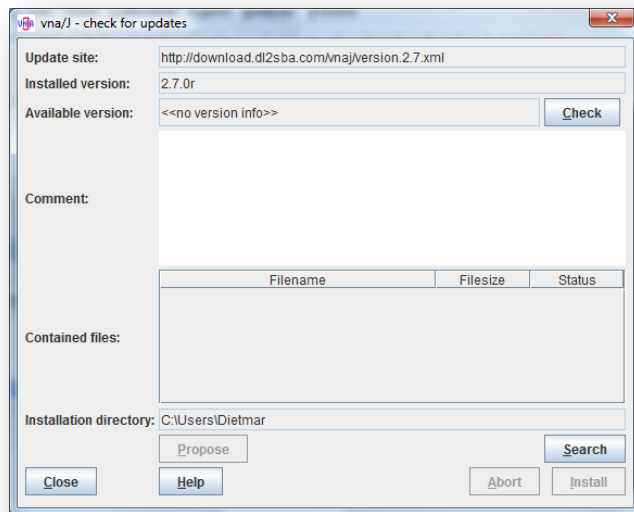 vna/J - check for updates
Update site: http://download.dl2sba.com/vnaj/version.2.7.xml
Installed version: 2.7.0r
Available version: <<no version info>> Check
Comment:
Filename Filesize Status
Contained files:
Installation directory: C:\Users\Dietmar
Propose Search
Close Help Abort Install